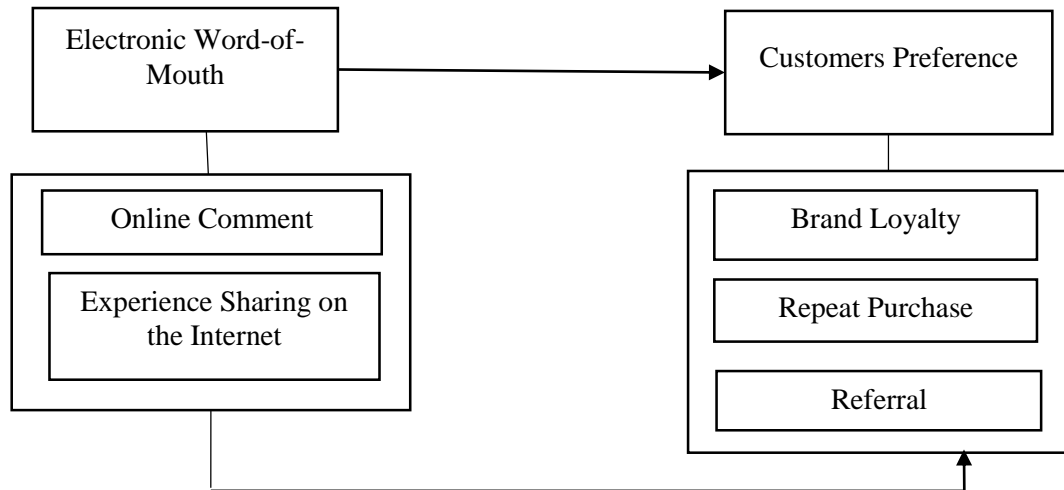 Electronic Word-of-
Mouth
Customers Preference
Online Comment
Experience Sharing on
the Internet
Brand Loyalty
Repeat Purchase
Referral